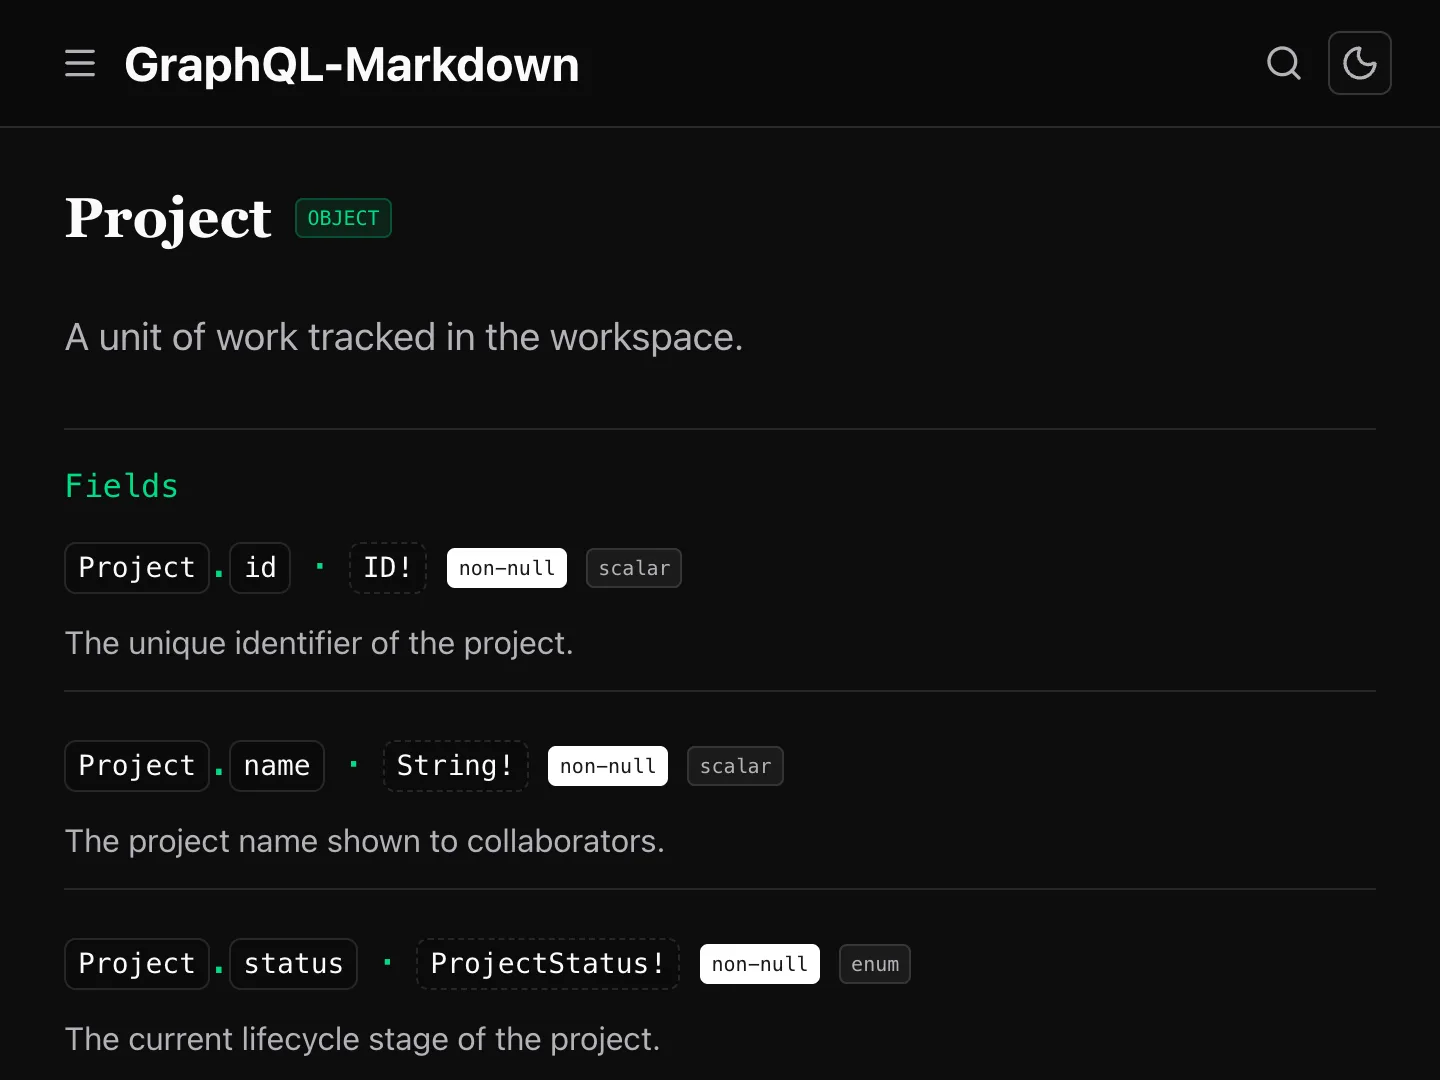 GraphQL-Markdown
Project OBJECT
A unit of work tracked in the workspace.
Fields
Project.id · ID! non-null scalar
The unique identifier of the project.
Project.name · String! non-null scalar
The project name shown to collaborators.
Project.status · ProjectStatus! non-null enum
The current lifecycle stage of the project.